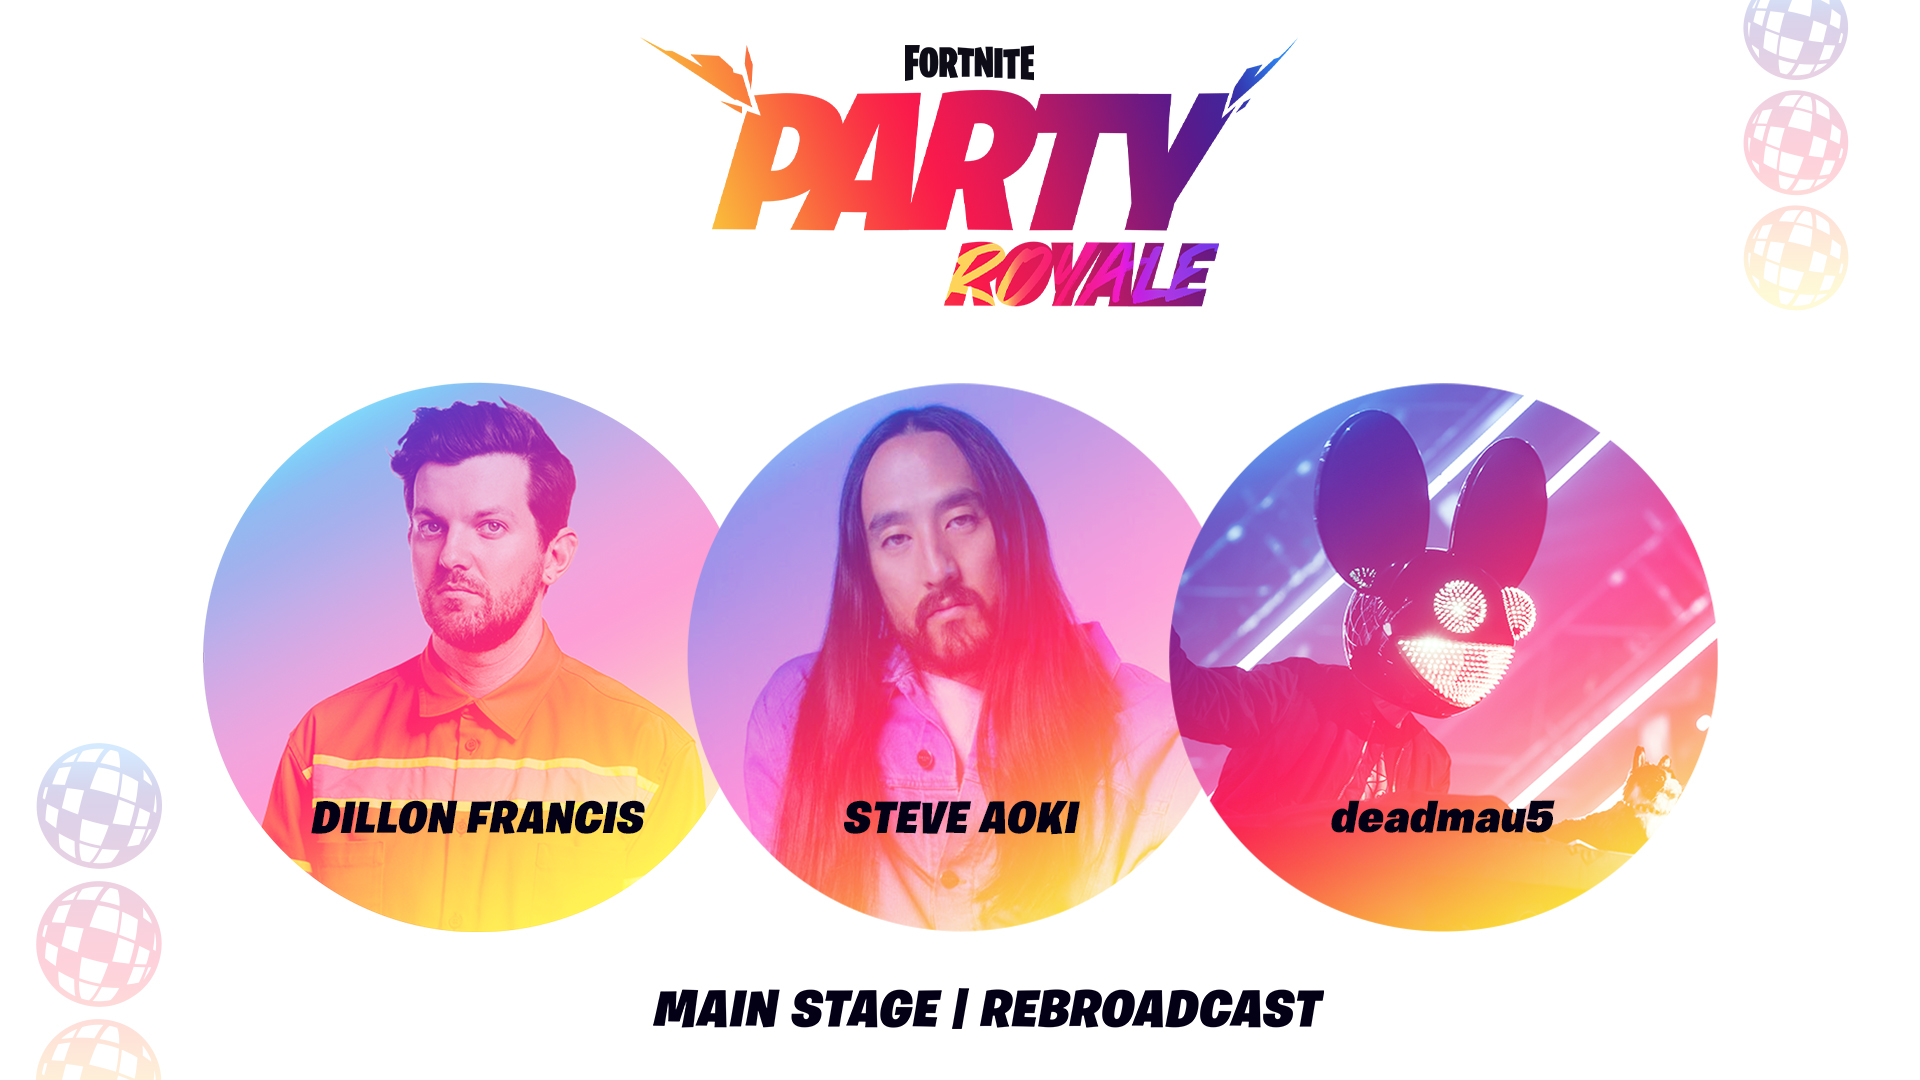 FORTNITE
PARTY
ROYALE
DILLON FRANCIS
STEVE AOKI
deadmau5
MAIN STAGE | REBROADCAST